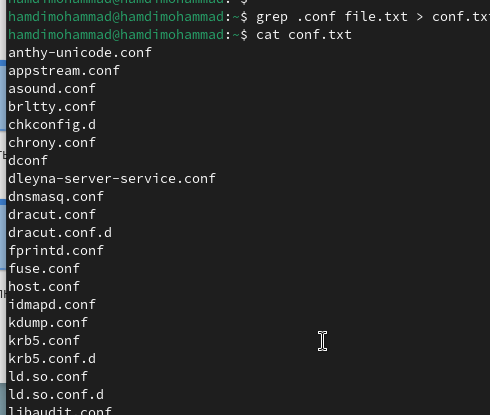 hamdimohammad@hamdimohammad:~$ grep .conf file.txt > conf.txt
hamdimohammad@hamdimohammad:~$ cat conf.txt
anthy-unicode.conf
appstream.conf
asound.conf
brltty.conf
chkconfig.d
chrony.conf
dconf
dleyna-server-service.conf
dnsmasq.conf
dracut.conf
dracut.conf.d
fprintd.conf
fuse.conf
host.conf
idmapd.conf
kdump.conf
krb5.conf
krb5.conf.d
ld.so.conf
ld.so.conf.d
libaudit.conf